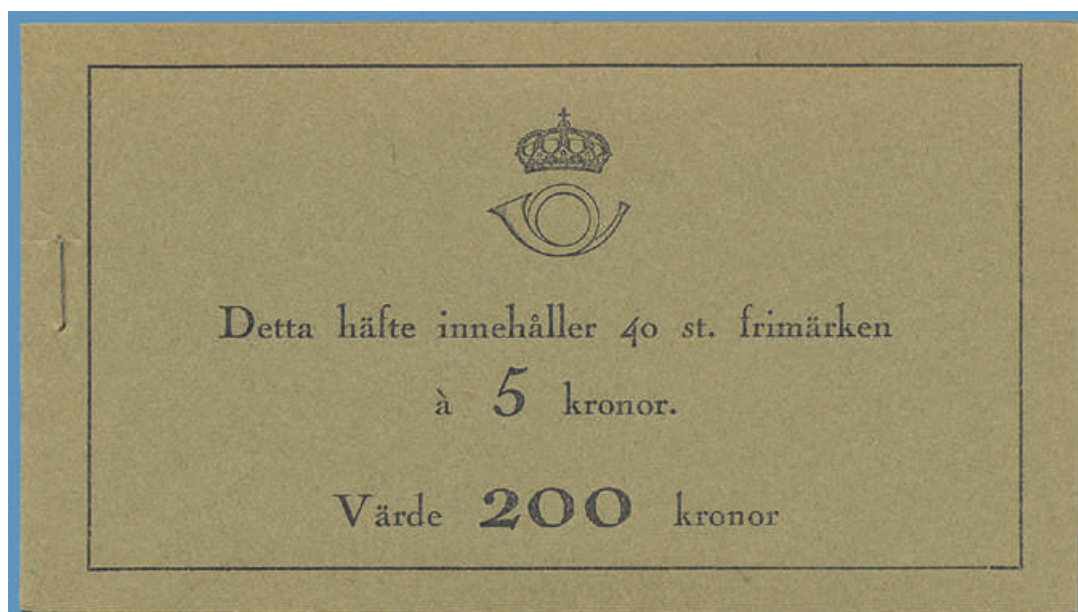 Detta häfte innehåller 40 st. frimärken
à 5 kronor.
Värde 200 kronor